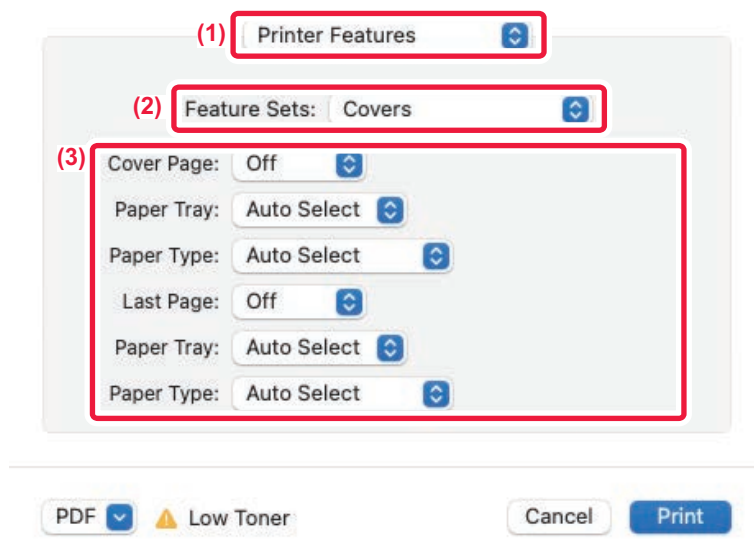 (1) Printer Features
(2) Feature Sets: Covers
(3) Cover Page: Off
Paper Tray: Auto Select
Paper Type: Auto Select
Last Page: Off
Paper Tray: Auto Select
Paper Type: Auto Select
PDF Low Toner Cancel Print